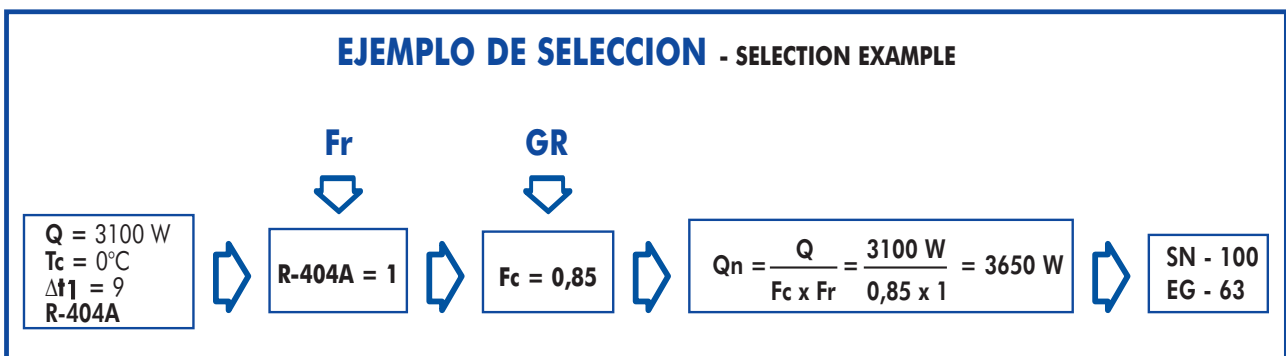 EJEMPLO DE SELECCION - SELECTION EXAMPLE
Fr
GR
Q = 3100 W
Tc = 0°C
Δt1 = 9
R-404A
R-404A = 1
Fc = 0,85
Qn = Q / Fc x Fr = 3100 W / 0,85 x 1 = 3650 W
SN - 100
EG - 63